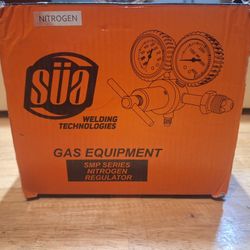 NITROGEN
SÜA
WELDING
TECHNOLOGIES
GAS EQUIPMENT
SMP SERIES
NITROGEN
REGULATOR